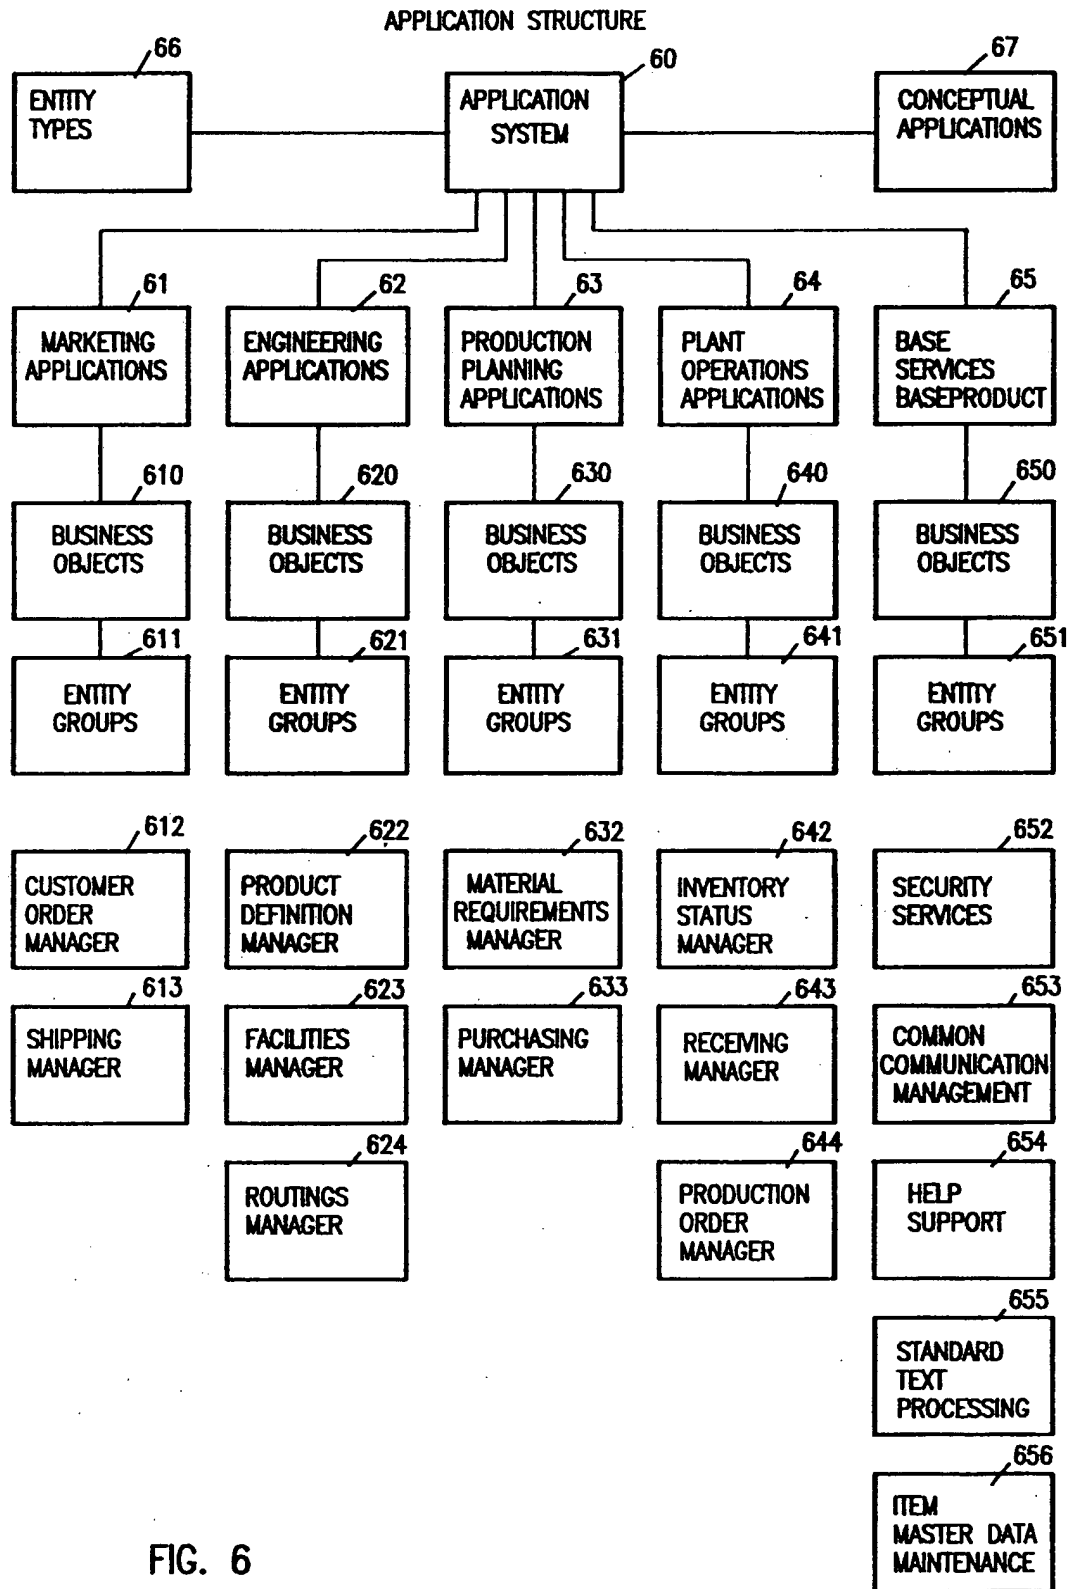 APPLICATION STRUCTURE
66
60
67
ENTITY
TYPES
APPLICATION
SYSTEM
CONCEPTUAL
APPLICATIONS
61
62
63
64
65
MARKETING
APPLICATIONS
ENGINEERING
APPLICATIONS
PRODUCTION
PLANNING
APPLICATIONS
PLANT
OPERATIONS
APPLICATIONS
BASE
SERVICES
BASEPRODUCT
610
620
630
640
650
BUSINESS
OBJECTS
BUSINESS
OBJECTS
BUSINESS
OBJECTS
BUSINESS
OBJECTS
BUSINESS
OBJECTS
611
621
631
641
651
ENTITY
GROUPS
ENTITY
GROUPS
ENTITY
GROUPS
ENTITY
GROUPS
ENTITY
GROUPS
612
622
632
642
652
CUSTOMER
ORDER
MANAGER
PRODUCT
DEFINITION
MANAGER
MATERIAL
REQUIREMENTS
MANAGER
INVENTORY
STATUS
MANAGER
SECURITY
SERVICES
613
623
633
643
653
SHIPPING
MANAGER
FACILITIES
MANAGER
PURCHASING
MANAGER
RECEIVING
MANAGER
COMMON
COMMUNICATION
MANAGEMENT
624
644
654
ROUTINGS
MANAGER
PRODUCTION
ORDER
MANAGER
HELP
SUPPORT
655
STANDARD
TEXT
PROCESSING
656
ITEM
MASTER DATA
MAINTENANCE
FIG. 6